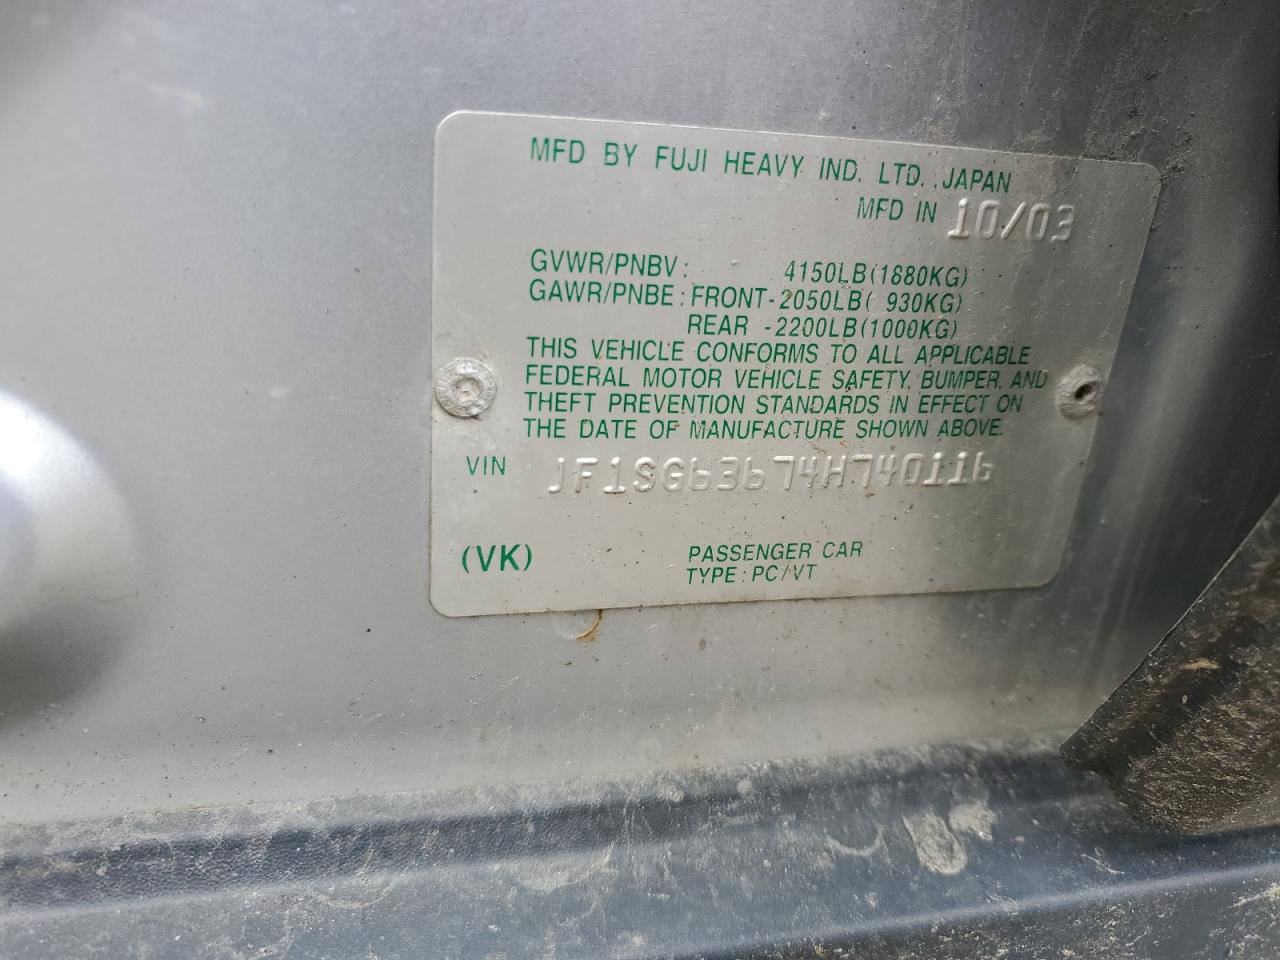 MFD BY FUJI HEAVY IND. LTD., JAPAN
MFD IN 10/03
GVWR/PNBV: 4150LB(1880KG)
GAWR/PNBE: FRONT-2050LB( 930KG)
REAR -2200LB(1000KG)
THIS VEHICLE CONFORMS TO ALL APPLICABLE
FEDERAL MOTOR VEHICLE SAFETY, BUMPER, AND
THEFT PREVENTION STANDARDS IN EFFECT ON
THE DATE OF MANUFACTURE SHOWN ABOVE.
VIN JF1SG63674H740116
(VK) PASSENGER CAR
TYPE: PC/VT